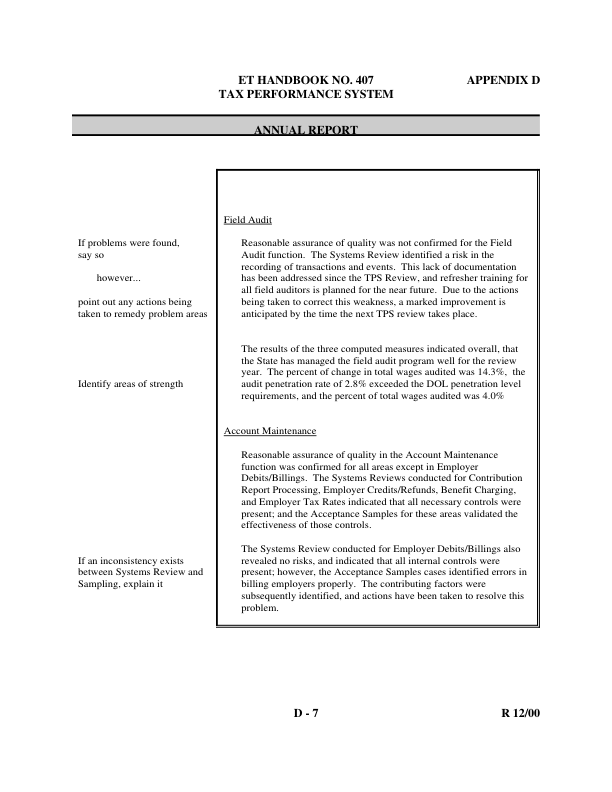 ET HANDBOOK NO. 407
APPENDIX D
TAX PERFORMANCE SYSTEM
ANNUAL REPORT
Field Audit
If problems were found,
say so
however...
point out any actions being
taken to remedy problem areas
Reasonable assurance of quality was not confirmed for the Field
Audit function. The Systems Review identified a risk in the
recording of transactions and events. This lack of documentation
has been addressed since the TPS Review, and refresher training for
all field auditors is planned for the near future. Due to the actions
being taken to correct this weakness, a marked improvement is
anticipated by the time the next TPS review takes place.
Identify areas of strength
The results of the three computed measures indicated overall, that
the State has managed the field audit program well for the review
year. The percent of change in total wages audited was 14.3%, the
audit penetration rate of 2.8% exceeded the DOL penetration level
requirements, and the percent of total wages audited was 4.0%
Account Maintenance
Reasonable assurance of quality in the Account Maintenance
function was confirmed for all areas except in Employer
Debits/Billings. The Systems Reviews conducted for Contribution
Report Processing, Employer Credits/Refunds, Benefit Charging,
and Employer Tax Rates indicated that all necessary controls were
present; and the Acceptance Samples for these areas validated the
effectiveness of those controls.
If an inconsistency exists
between Systems Review and
Sampling, explain it
The Systems Review conducted for Employer Debits/Billings also
revealed no risks, and indicated that all internal controls were
present; however, the Acceptance Samples cases identified errors in
billing employers properly. The contributing factors were
subsequently identified, and actions have been taken to resolve this
problem.
D - 7
R 12/00